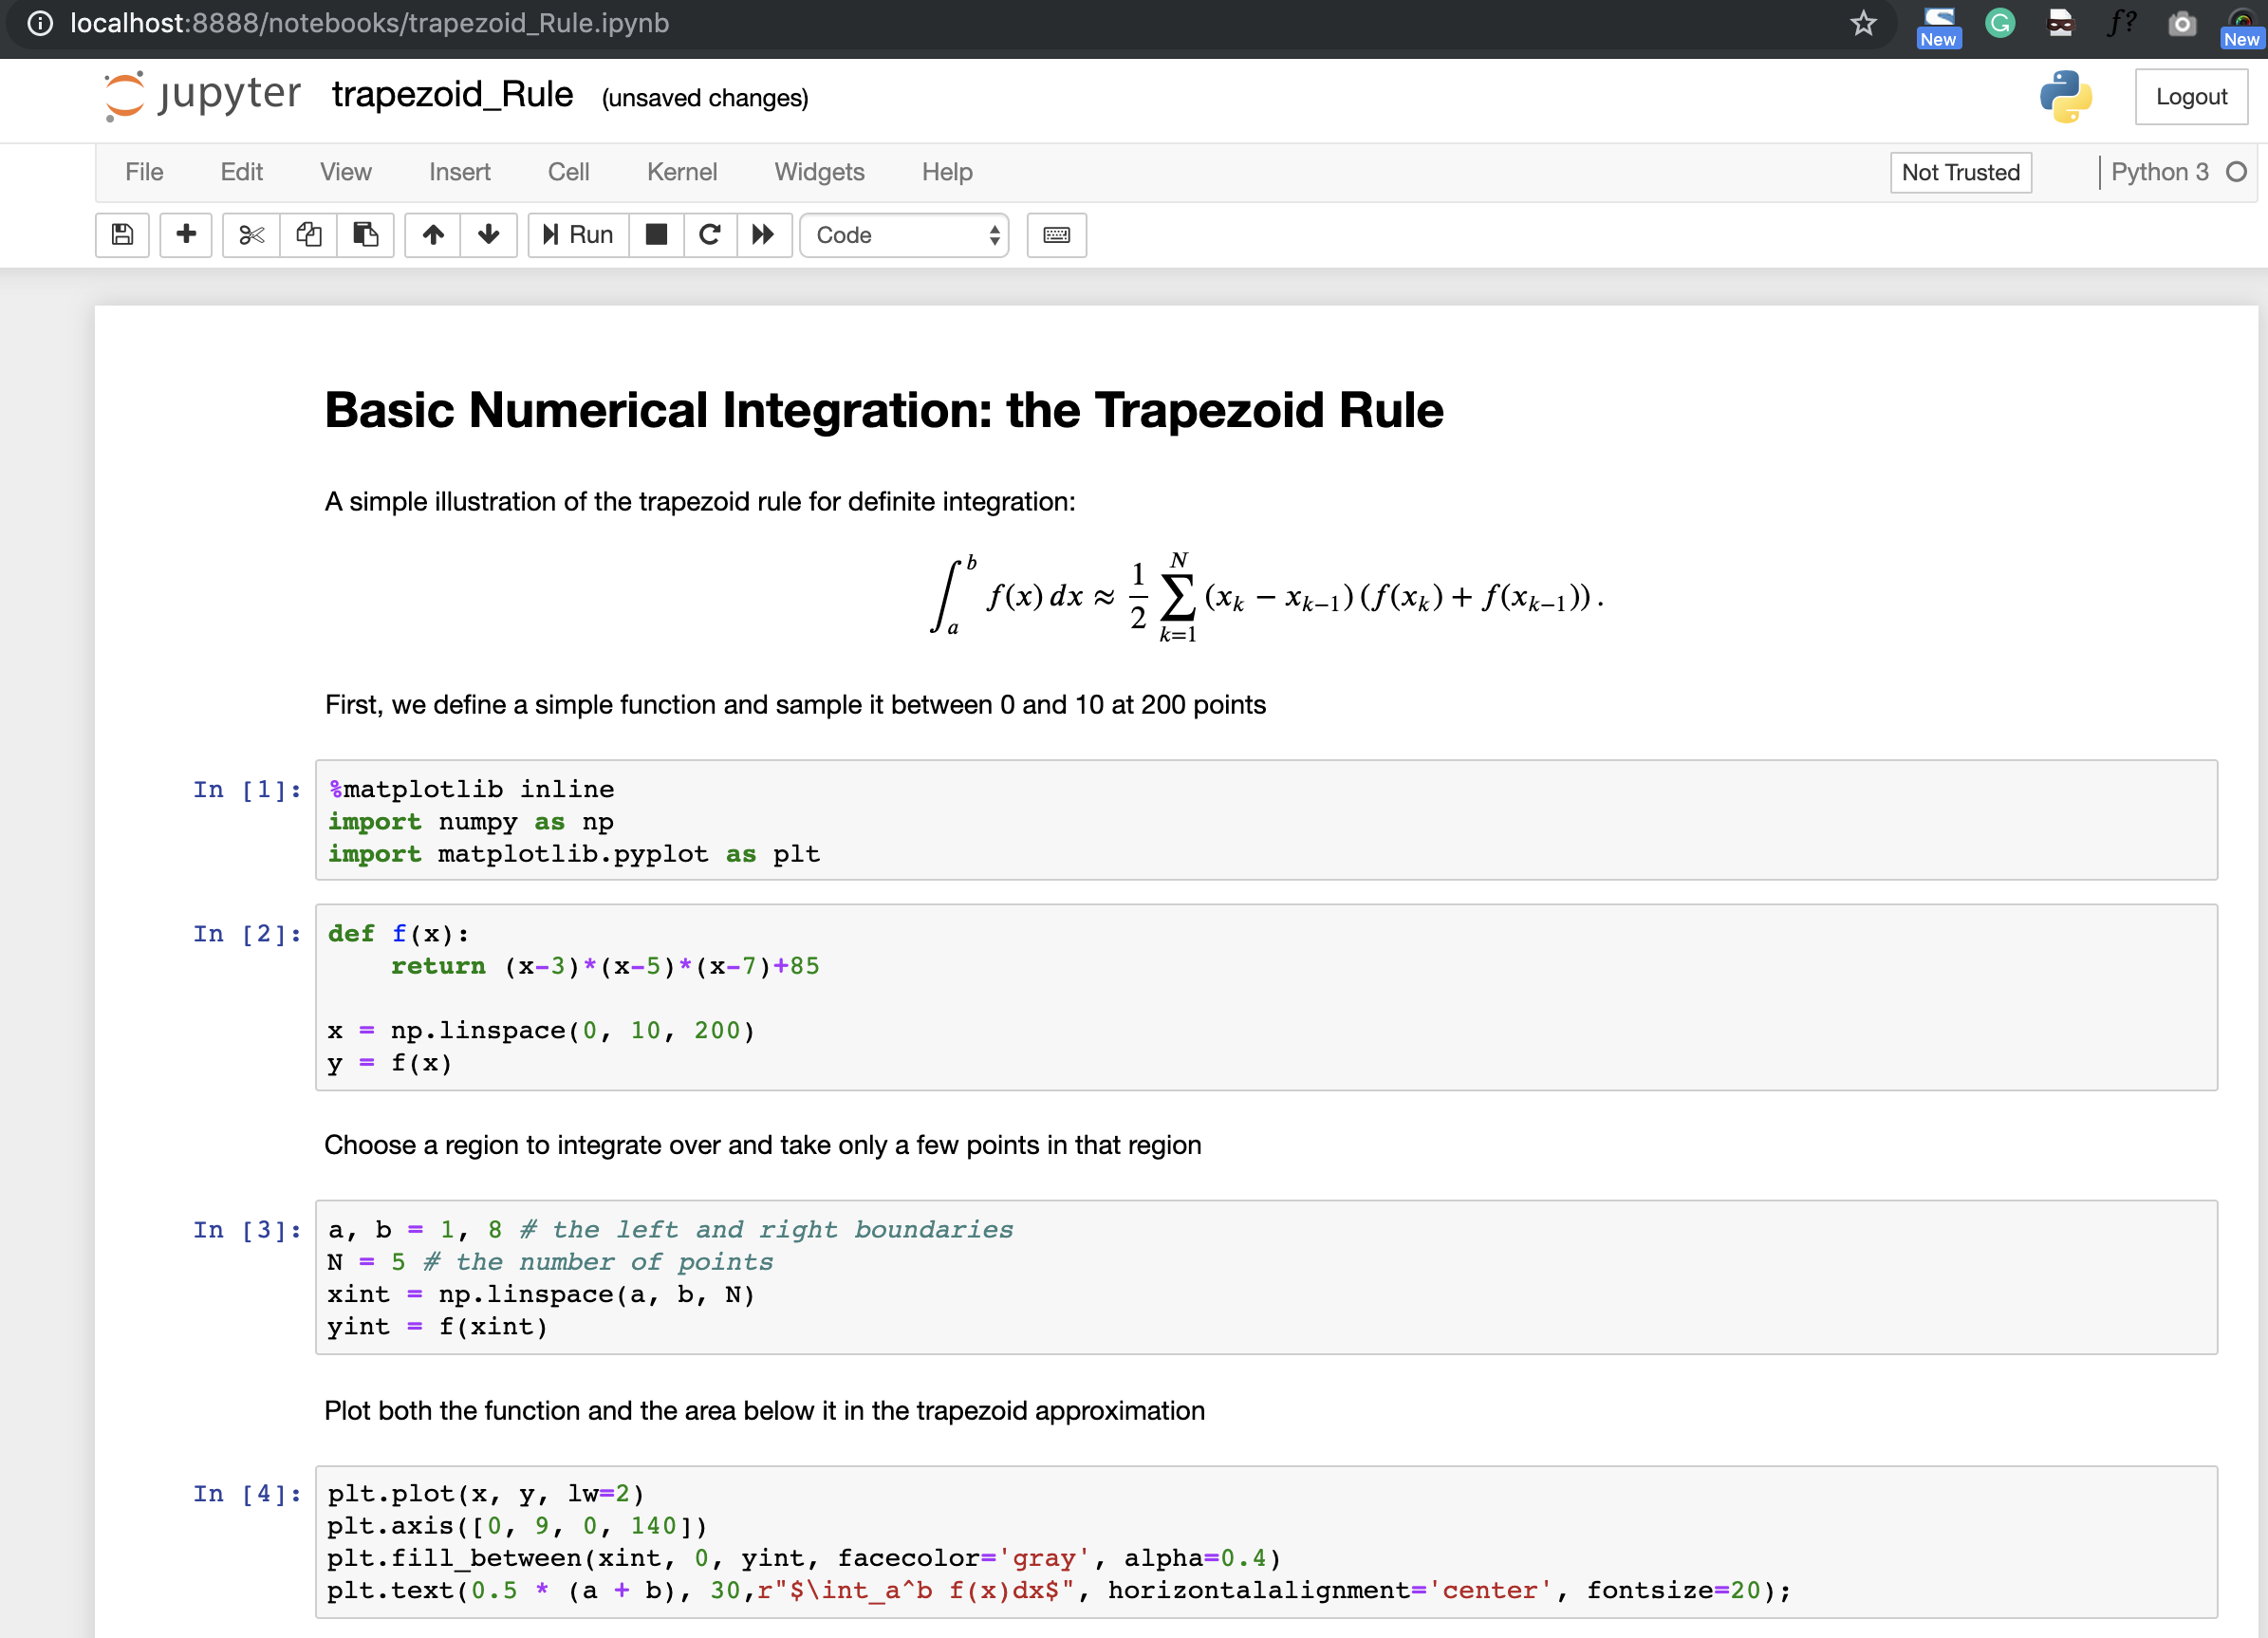 localhost:8888/notebooks/trapezoid_Rule.ipynb
New
G
f?
New
jupyter trapezoid_Rule (unsaved changes)
Logout
File Edit View Insert Cell Kernel Widgets Help
Not Trusted
Python 3
Run
Code
Basic Numerical Integration: the Trapezoid Rule
A simple illustration of the trapezoid rule for definite integration:
∫_a^b f(x) dx ≈ 1/2 ∑_{k=1}^N (x_k − x_{k−1}) (f(x_k) + f(x_{k−1})) .
First, we define a simple function and sample it between 0 and 10 at 200 points
In [1]:
%matplotlib inline
import numpy as np
import matplotlib.pyplot as plt
In [2]:
def f(x):
    return (x-3)*(x-5)*(x-7)+85
x = np.linspace(0, 10, 200)
y = f(x)
Choose a region to integrate over and take only a few points in that region
In [3]:
a, b = 1, 8 # the left and right boundaries
N = 5 # the number of points
xint = np.linspace(a, b, N)
yint = f(xint)
Plot both the function and the area below it in the trapezoid approximation
In [4]:
plt.plot(x, y, lw=2)
plt.axis([0, 9, 0, 140])
plt.fill_between(xint, 0, yint, facecolor='gray', alpha=0.4)
plt.text(0.5 * (a + b), 30,r"$\int_a^b f(x)dx$", horizontalalignment='center', fontsize=20);